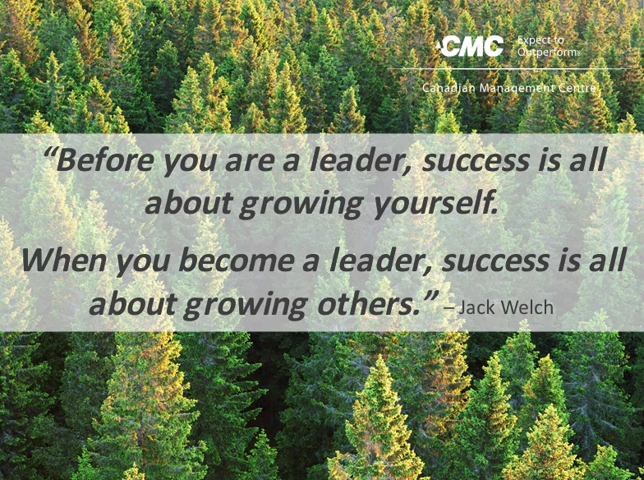 CMC Expect to
Outperform.
Canadian Management Centre
“Before you are a leader, success is all
about growing yourself.
When you become a leader, success is all
about growing others.” – Jack Welch